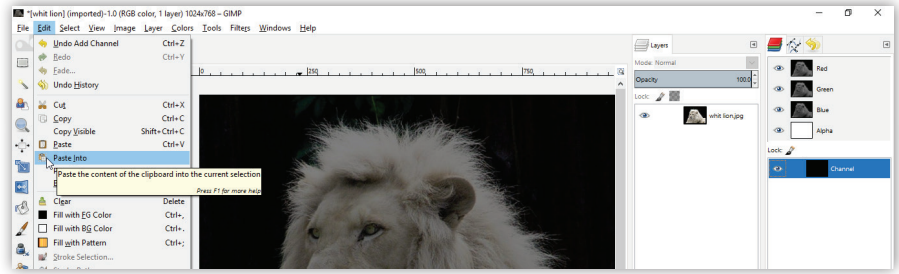 *[whit lion] (imported)-1.0 (RGB color, 1 layer) 1024x768 – GIMP
File Edit Select View Image Layer Colors Tools Filters Windows Help
Undo Add Channel Ctrl+Z
Redo Ctrl+Y
Fade...
Undo History
Cut Ctrl+X
Copy Ctrl+C
Copy Visible Shift+Ctrl+C
Paste Ctrl+V
Paste Into
Paste the content of the clipboard into the current selection
Press F1 for more help
Clear Delete
Fill with FG Color Ctrl+,
Fill with BG Color Ctrl+.
Fill with Pattern Ctrl+;
Stroke Selection...
0 250 500 750
Layers
Mode: Normal
Opacity 100.0
Lock:
whit lion.jpg
Red
Green
Blue
Alpha
Lock:
Channel